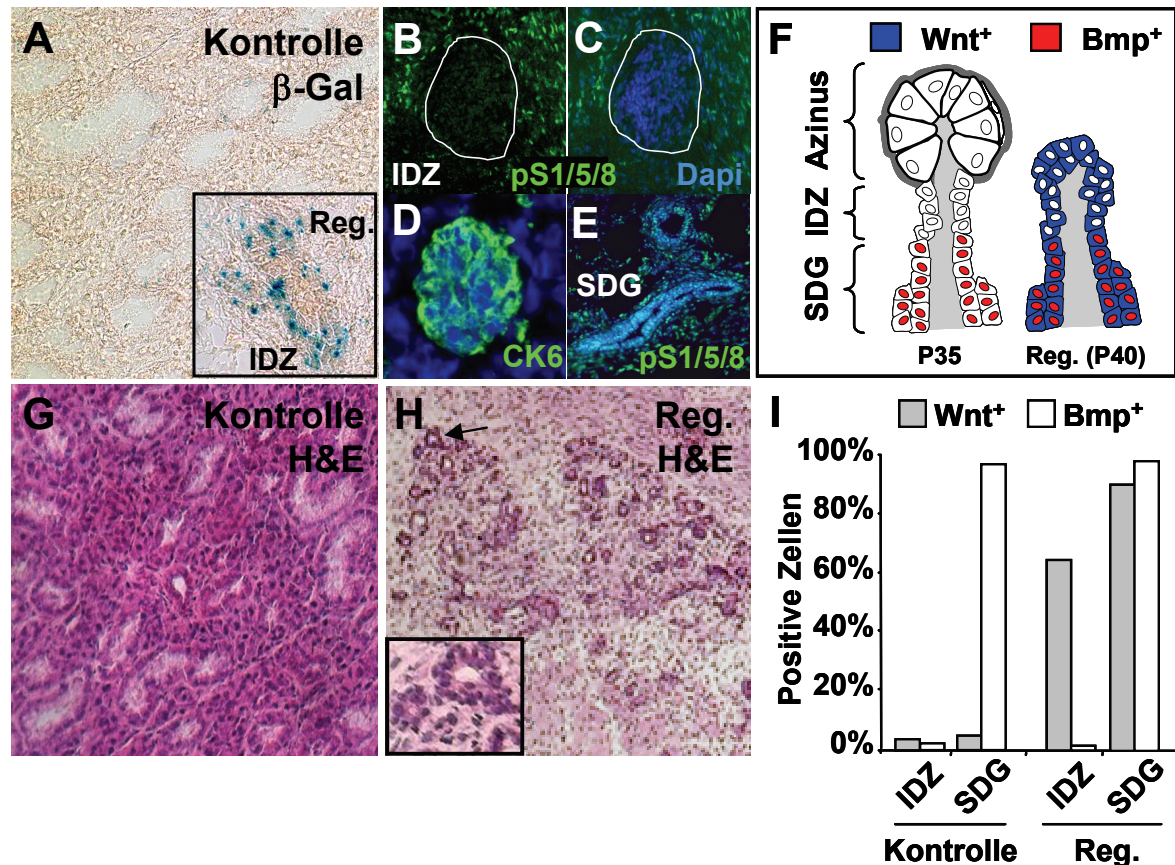 A
Kontrolle
β-Gal
Reg.
IDZ
B
IDZ
pS1/5/8
C
Dapi
D
CK6
E
SDG
pS1/5/8
F
Wnt+ Bmp+
Azinus
IDZ
SDG
P35 Reg. (P40)
G
Kontrolle
H&E
H
Reg.
H&E
I
Wnt+ Bmp+
Positive Zellen
100%
80%
60%
40%
20%
0%
IDZ SDG IDZ SDG
Kontrolle Reg.